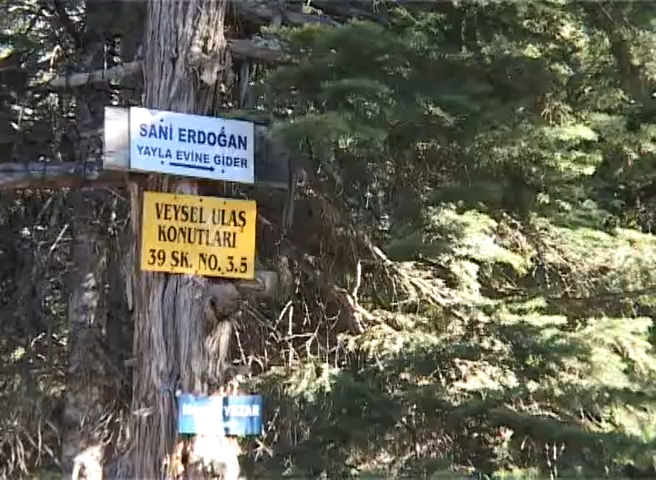 SANİ ERDOĞAN
YAYLA EVİNE GİDER
VEYSEL ULAŞ
KONUTLARI
39 SK. NO. 3.5